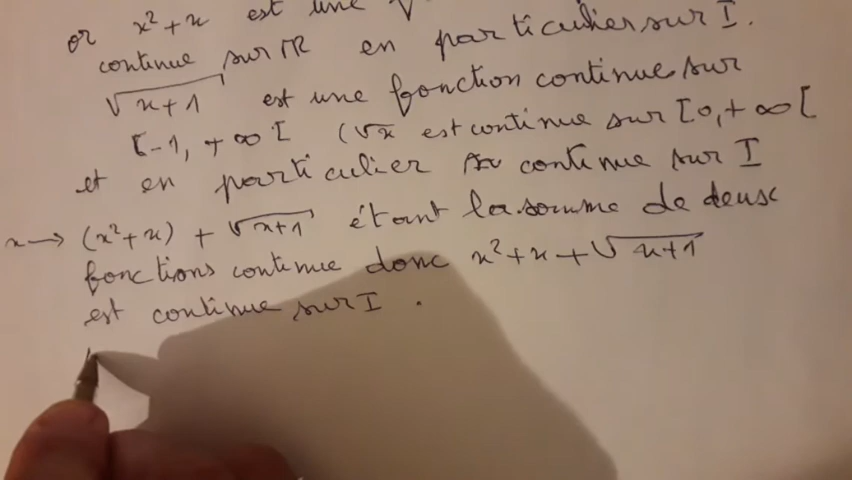 or x²+x est une
continue sur ℝ en particulier sur I.
√(x+1) est une fonction continue sur
[-1, +∞[ (√x est continue sur [0,+∞[
et en particulier continue sur I
x → (x²+x) + √(x+1) étant la somme de deux
fonctions continue donc x²+x+√(x+1)
est continue sur I.